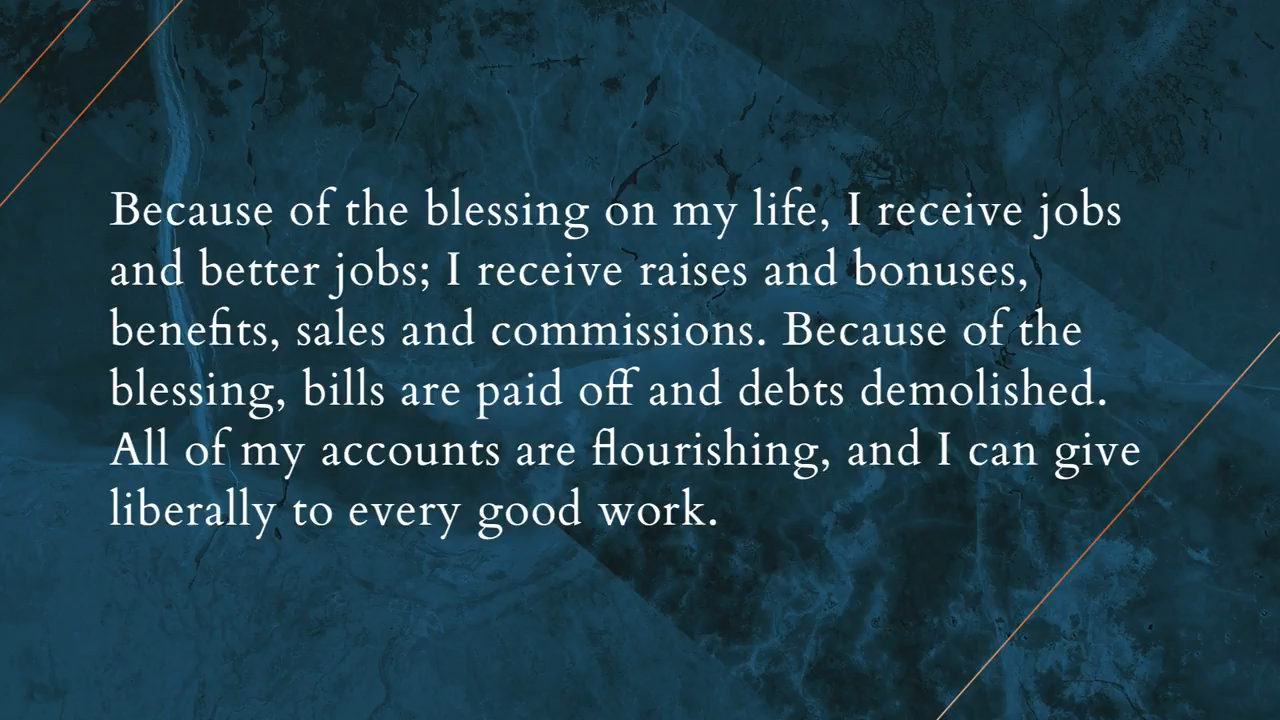 Because of the blessing on my life, I receive jobs
and better jobs; I receive raises and bonuses,
benefits, sales and commissions. Because of the
blessing, bills are paid off and debts demolished.
All of my accounts are flourishing, and I can give
liberally to every good work.